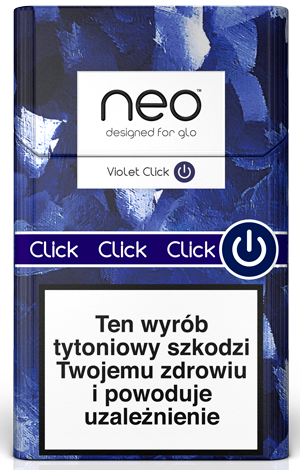 neo™
designed for glo
Violet Click
Click Click Click
Ten wyrób
tytoniowy szkodzi
Twojemu zdrowiu
i powoduje
uzależnienie